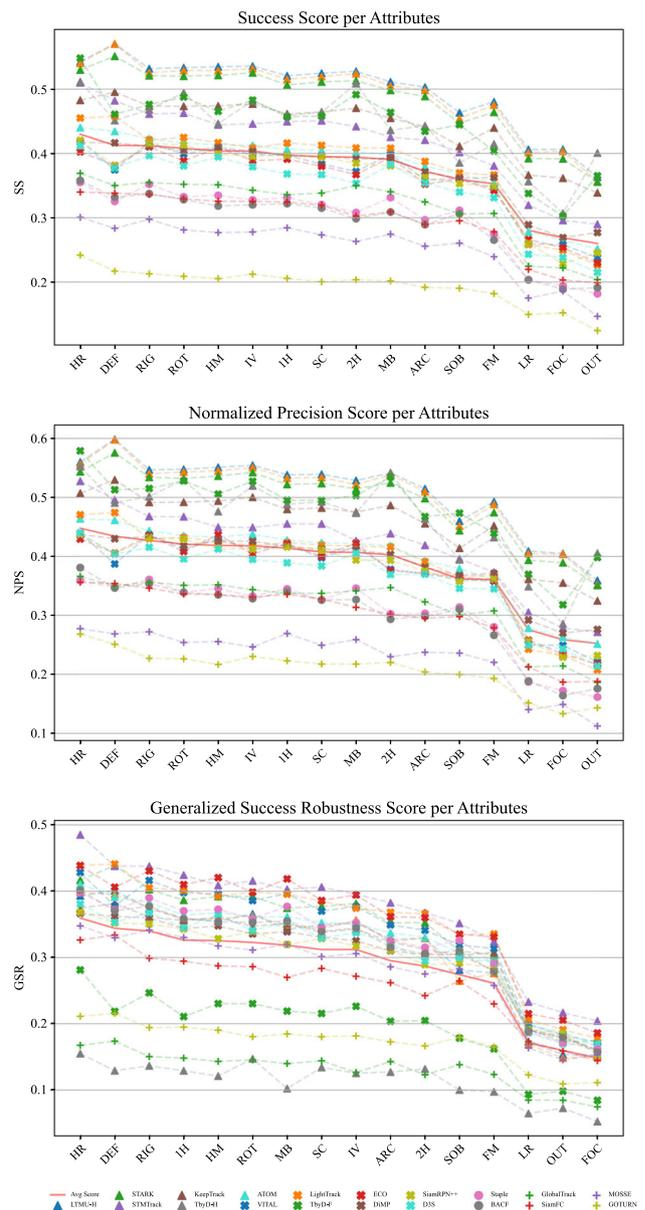 Success Score per Attributes
0.5
0.4
0.3
0.2
SS
HR DEF RIG ROT HM IV 1H SC 2H MB ARC SOB FM LR FOC OUT
Normalized Precision Score per Attributes
0.6
0.5
0.4
0.3
0.2
0.1
NPS
HR DEF RIG ROT HM IV 1H SC MB 2H ARC SOB FM LR FOC OUT
Generalized Success Robustness Score per Attributes
0.5
0.4
0.3
0.2
0.1
GSR
HR DEF RIG 1H HM ROT MB SC IV ARC 2H SOB FM LR OUT FOC
Avg Score STARK KeepTrack ATOM LightTrack ECO SiamRPN++ Staple GlobalTrack MOSSE
LTMU-H STMTrack TbyD-H VITAL TbyD-F DiMP D3S BACF SiamFC GOTURN